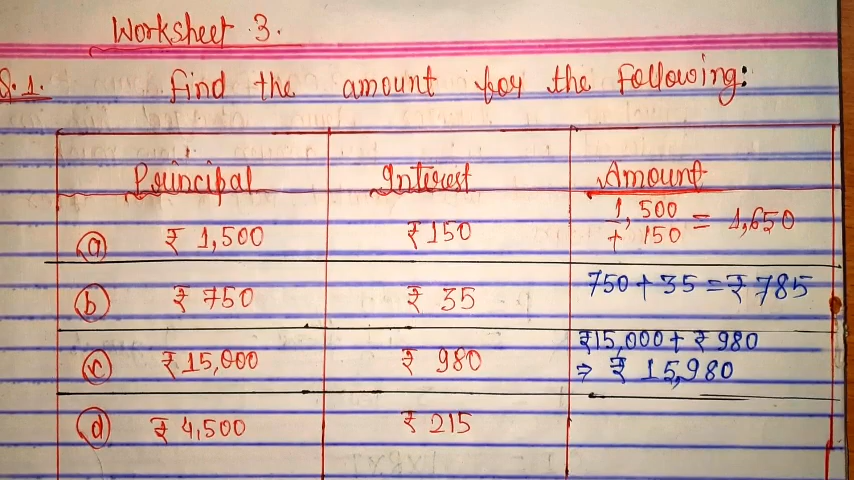 Worksheet 3.
Q.1. Find the amount for the following:
Principal Interest Amount
(a) ₹ 1,500 ₹150 1,500 + 150 = 1,650
(b) ₹ 750 ₹ 35 750 + 35 = ₹ 785
(c) ₹ 15,000 ₹ 980 ₹15,000 + ₹ 980
⇒ ₹ 15,980
(d) ₹ 4,500 ₹ 215